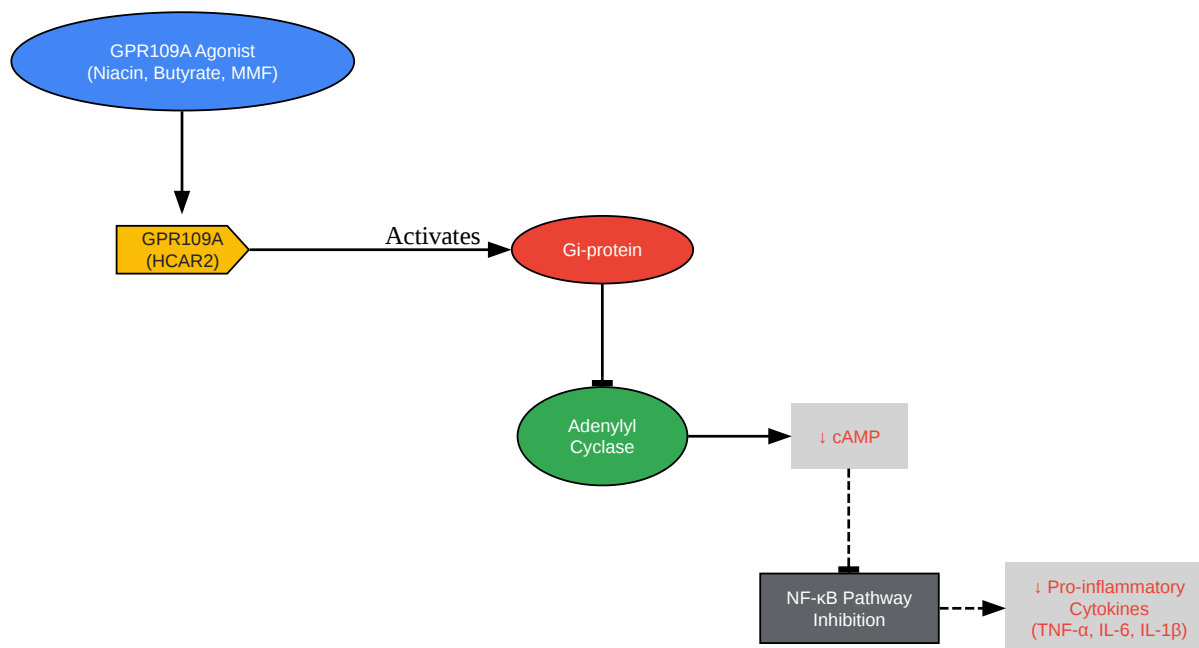 GPR109A Agonist
(Niacin, Butyrate, MMF)
GPR109A
(HCAR2)
Activates
Gi-protein
Adenylyl
Cyclase
↓ cAMP
NF-κB Pathway
Inhibition
↓ Pro-inflammatory
Cytokines
(TNF-α, IL-6, IL-1β)